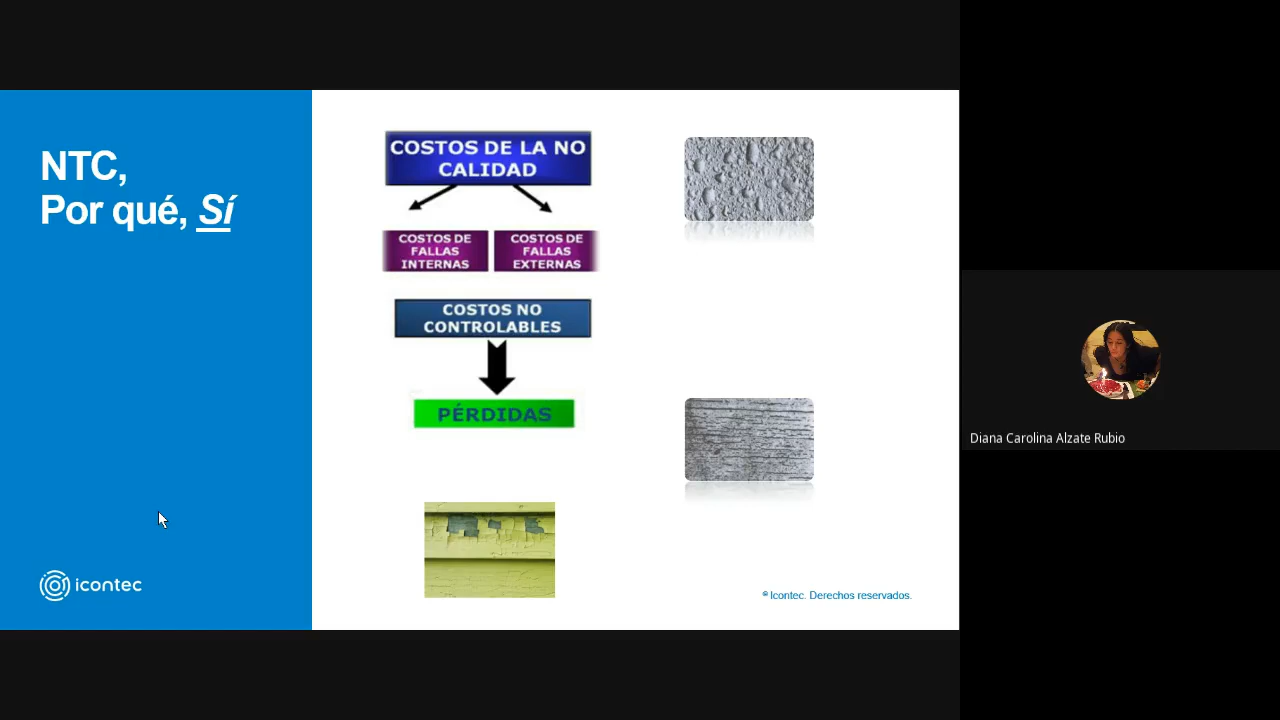 NTC,
Por qué, Sí
COSTOS DE LA NO
CALIDAD
COSTOS DE
FALLAS
INTERNAS
COSTOS DE
FALLAS
EXTERNAS
COSTOS NO
CONTROLABLES
PÉRDIDAS
icontec
© Icontec. Derechos reservados.
Diana Carolina Alzate Rubio